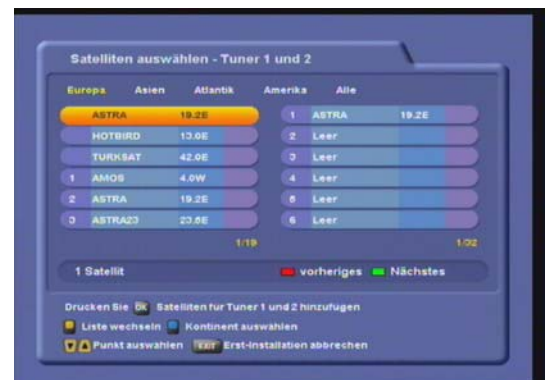 Satelliten auswählen - Tuner 1 und 2
Europa Asien Atlantik Amerika Alle
ASTRA 19.2E
HOTBIRD 13.0E
TURKSAT 42.0E
1 AMOS 4.0W
2 ASTRA 19.2E
3 ASTRA23 23.5E
1/19
1 ASTRA 19.2E
2 Leer
3 Leer
4 Leer
5 Leer
6 Leer
1/32
1 Satellit
vorheriges Nächstes
Drucken Sie OK Satelliten fur Tuner 1 und 2 hinzufugen
Liste wechseln Kontinent auswählen
Punkt auswählen EXIT Erst-Installation abbrechen